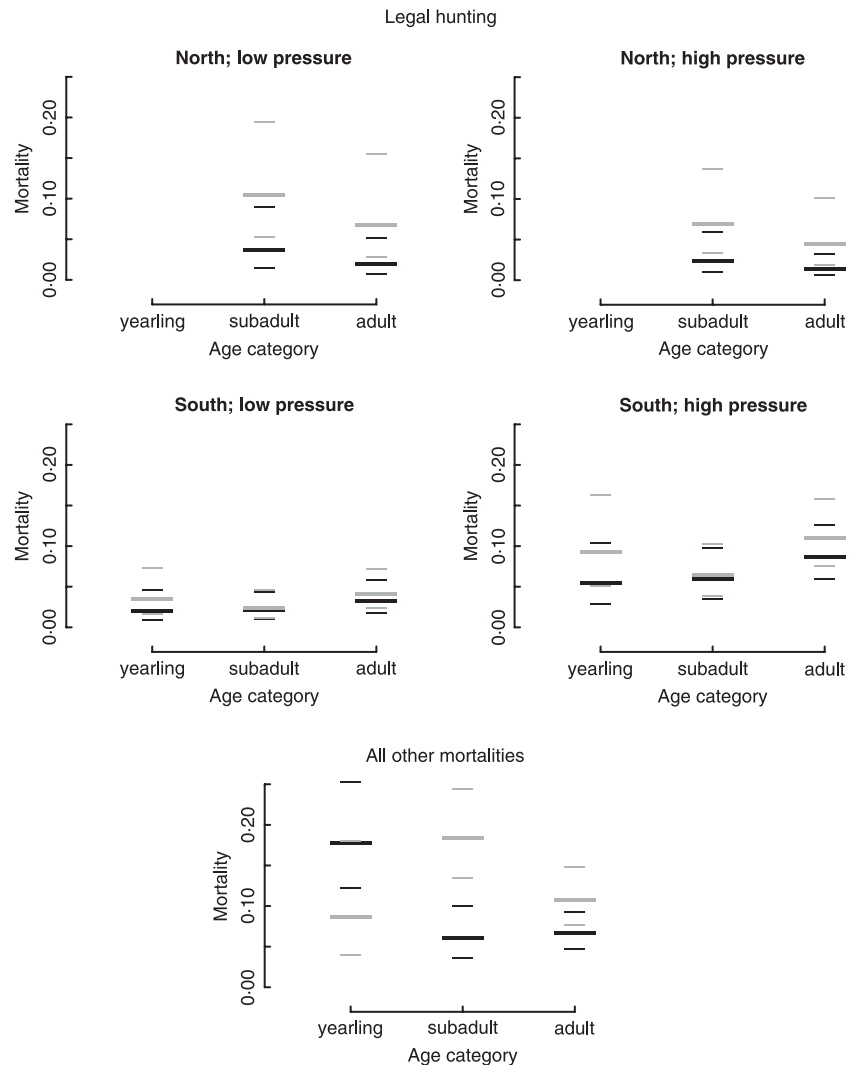 Legal hunting
North; low pressure
Mortality
0·00 0·10 0·20
yearling subadult adult
Age category
North; high pressure
Mortality
0·00 0·10 0·20
yearling subadult adult
Age category
South; low pressure
Mortality
0·00 0·10 0·20
yearling subadult adult
Age category
South; high pressure
Mortality
0·00 0·10 0·20
yearling subadult adult
Age category
All other mortalities
Mortality
0·00 0·10 0·20
yearling subadult adult
Age category